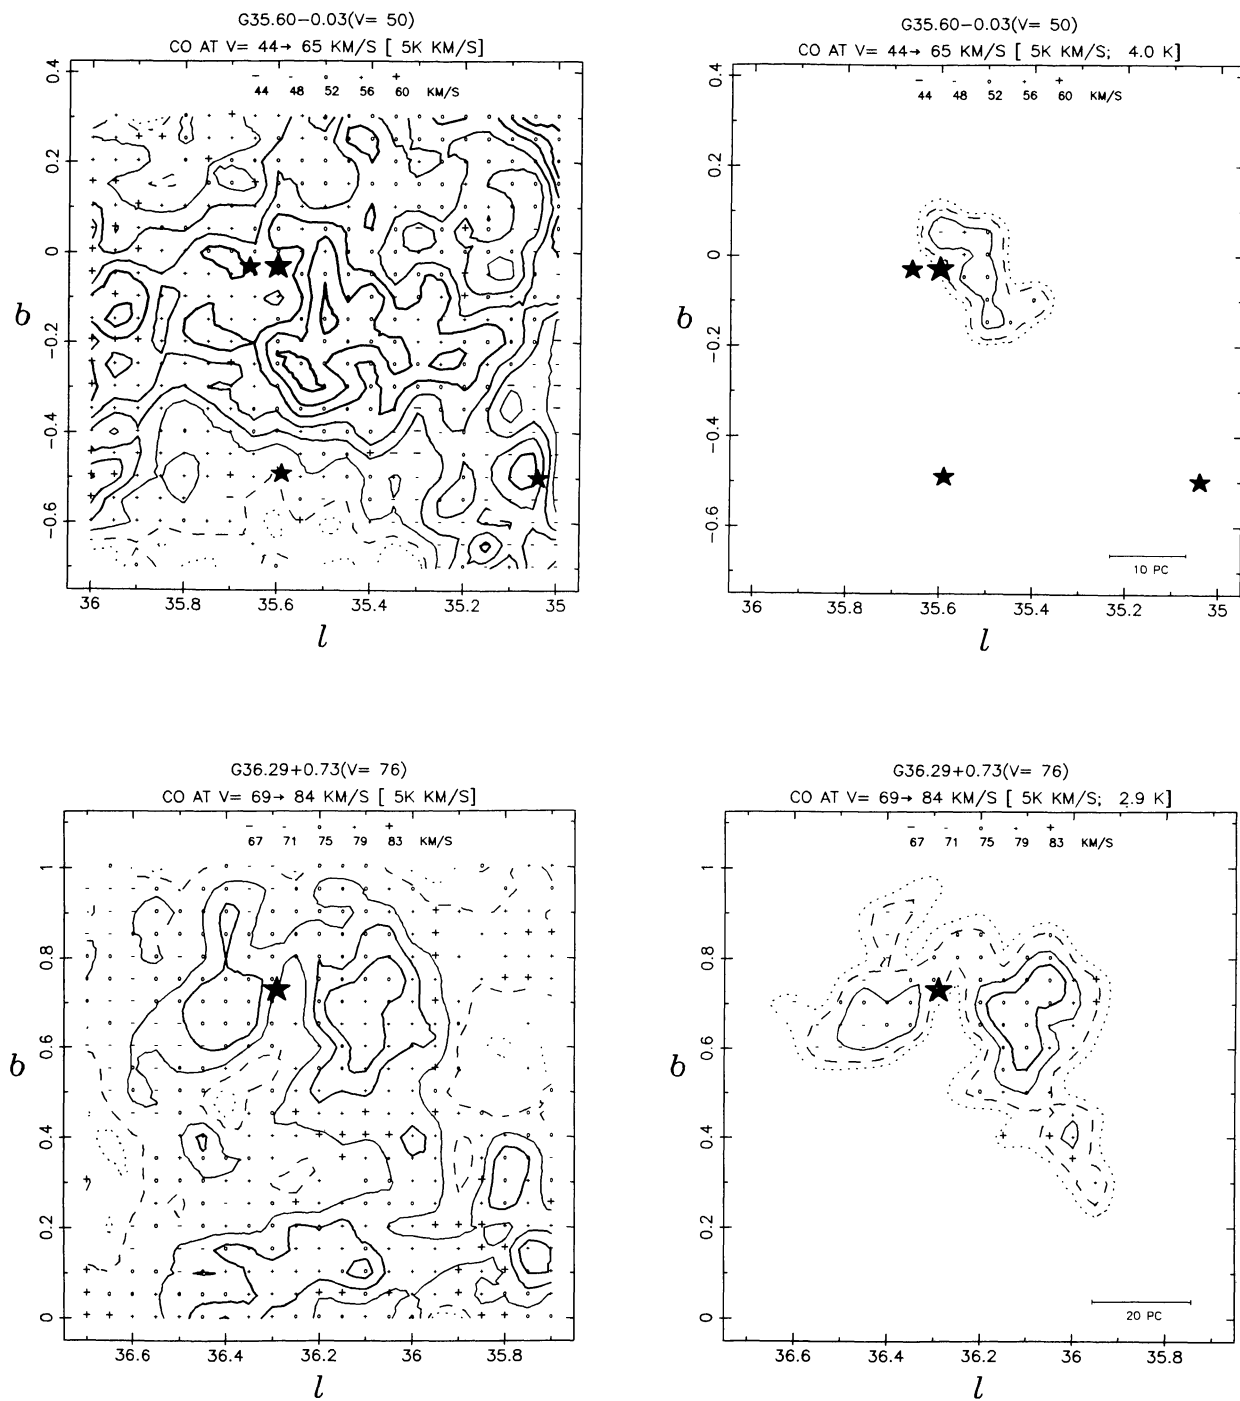 G35.60−0.03(V= 50)
CO AT V= 44→ 65 KM/S [ 5K KM/S]
44 48 52 56 60 KM/S
0.4
0.2
0
−0.2
−0.4
−0.6
b
36 35.8 35.6 35.4 35.2 35
l
G35.60−0.03(V= 50)
CO AT V= 44→ 65 KM/S [ 5K KM/S; 4.0 K]
44 48 52 56 60 KM/S
0.4
0.2
0
−0.2
−0.4
−0.6
b
10 PC
36 35.8 35.6 35.4 35.2 35
l
G36.29+0.73(V= 76)
CO AT V= 69→ 84 KM/S [ 5K KM/S]
67 71 75 79 83 KM/S
1
0.8
0.6
0.4
0.2
0
b
36.6 36.4 36.2 36 35.8
l
G36.29+0.73(V= 76)
CO AT V= 69→ 84 KM/S [ 5K KM/S; 2.9 K]
67 71 75 79 83 KM/S
1
0.8
0.6
0.4
0.2
0
b
20 PC
36.6 36.4 36.2 36 35.8
l